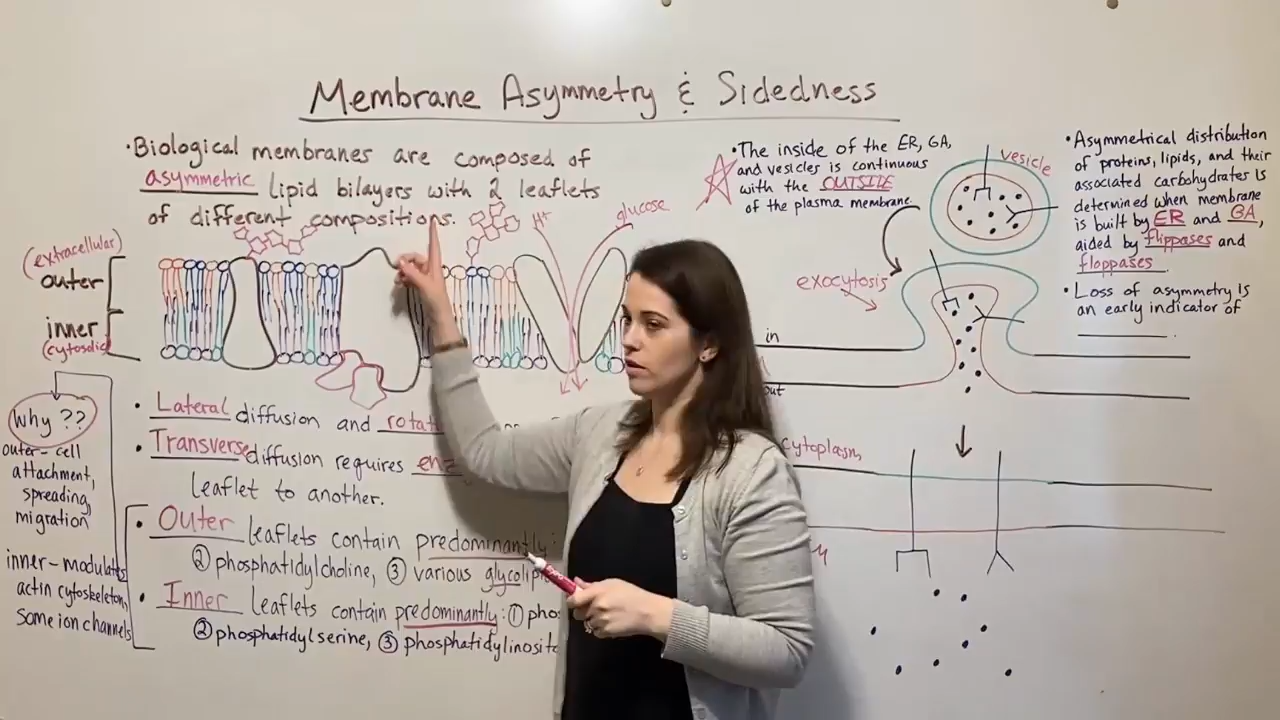 Membrane Asymmetry & Sidedness
• Biological membranes are composed of
asymmetric lipid bilayers with 2 leaflets
of different compositions.
(extracellular)
outer
inner
(cytosolic)
H+
glucose
Why ??
outer - cell
attachment,
spreading,
migration
inner - modulates
actin cytoskeleton,
some ion channels
• Lateral diffusion and
• Transverse diffusion requires
leaflet to another.
• Outer leaflets contain predominantly:
② phosphatidylcholine, ③ various
• Inner leaflets contain predominantly: ①
② phosphatidylserine, ③
• The inside of the ER, GA,
and vesicles is continuous
with the OUTSIDE
of the plasma membrane.
vesicle
exocytosis
in
out
cytoplasm
• Asymmetrical distribution
of proteins, lipids, and their
associated carbohydrates is
determined when membrane
is built by ER and GA,
aided by flippases and
floppases.
• Loss of asymmetry is
an early indicator of